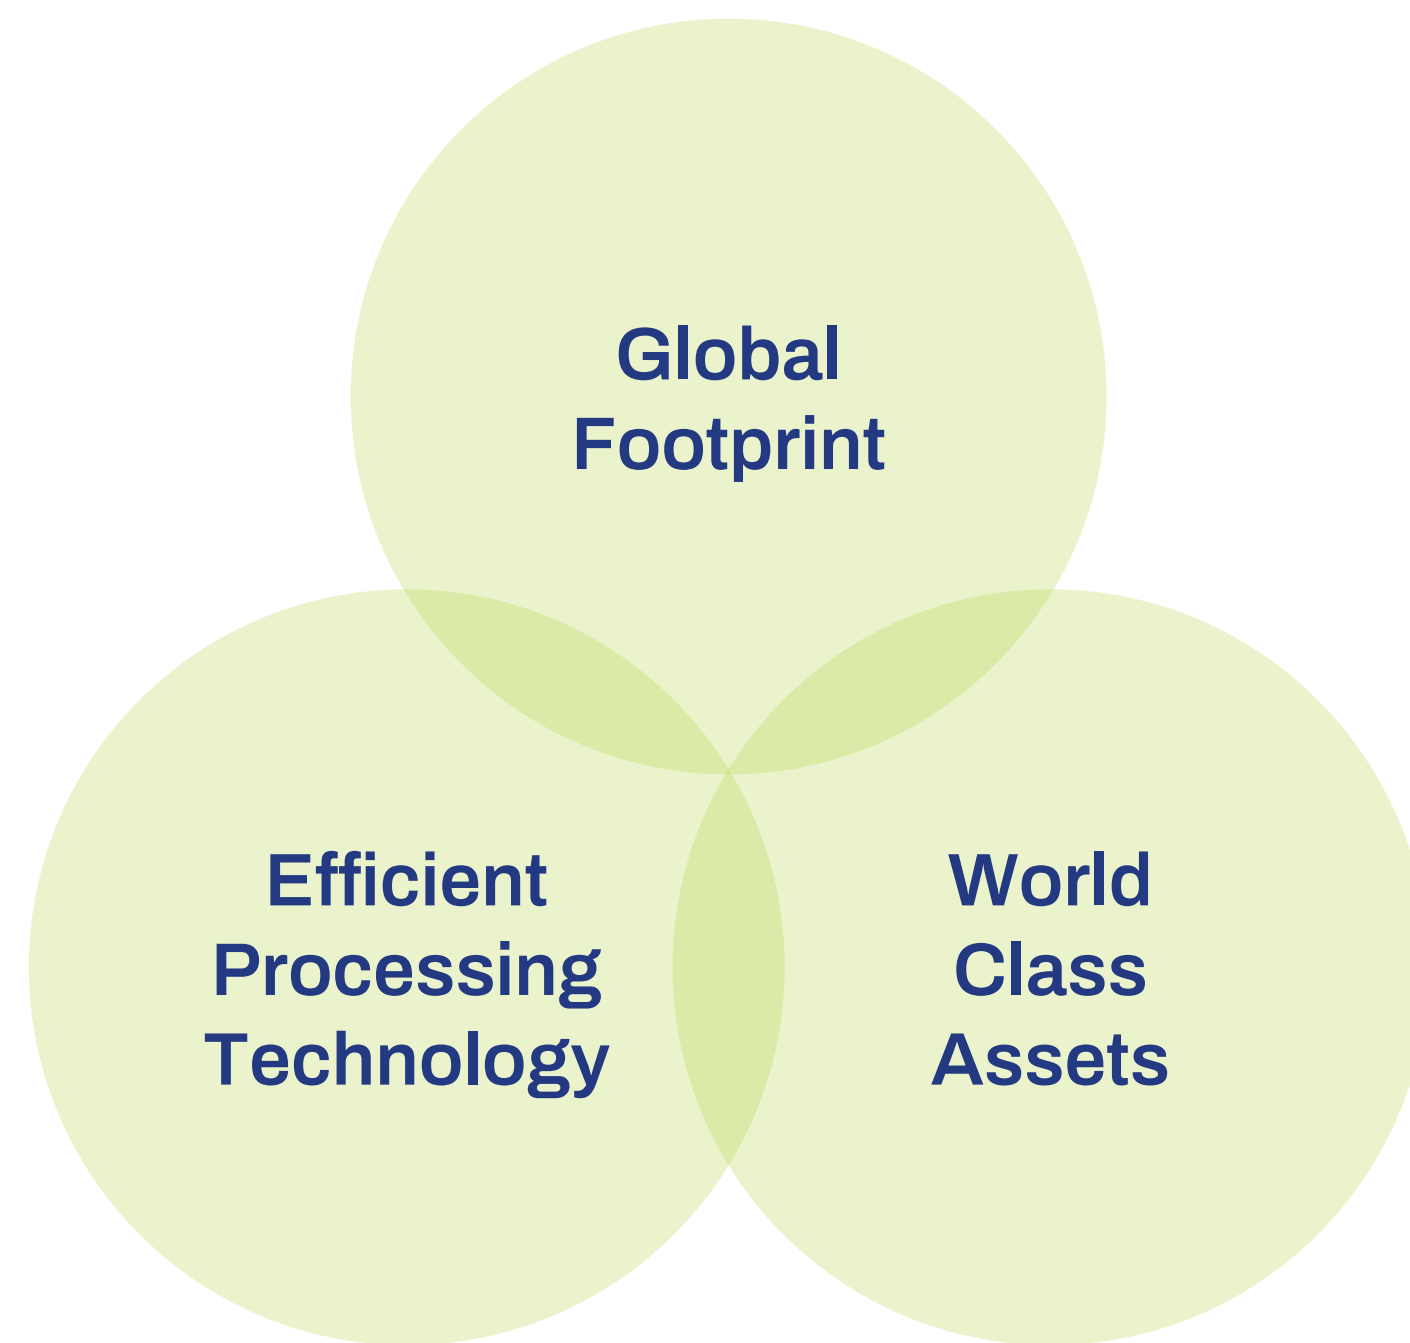 Global
Footprint
Efficient
Processing
Technology
World
Class
Assets